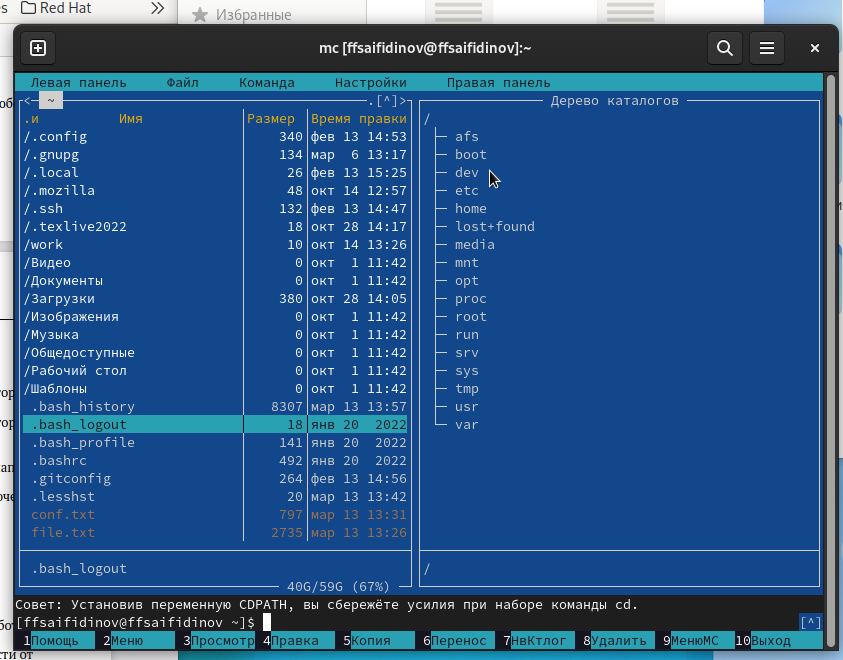 Red Hat
Избранные
mc [ffsaifidinov@ffsaifidinov]:~
Левая панель Файл Команда Настройки Правая панель
<─ ~ .[^]> Дерево каталогов
.и Имя Размер Время правки /
/.config 340 фев 13 14:53 afs
/.gnupg 134 мар 6 13:17 boot
/.local 26 фев 13 15:25 dev
/.mozilla 48 окт 14 12:57 etc
/.ssh 132 фев 13 14:47 home
/.texlive2022 18 окт 28 14:17 lost+found
/work 10 окт 14 13:26 media
/Видео 0 окт 1 11:42 mnt
/Документы 0 окт 1 11:42 opt
/Загрузки 380 окт 28 14:05 proc
/Изображения 0 окт 1 11:42 root
/Музыка 0 окт 1 11:42 run
/Общедоступные 0 окт 1 11:42 srv
/Рабочий стол 0 окт 1 11:42 sys
/Шаблоны 0 окт 1 11:42 tmp
.bash_history 8307 мар 13 13:57 usr
.bash_logout 18 янв 20 2022 var
.bash_profile 141 янв 20 2022
.bashrc 492 янв 20 2022
.gitconfig 264 фев 13 14:56
.lesshst 20 мар 13 13:42
conf.txt 797 мар 13 13:31
file.txt 2735 мар 13 13:26
.bash_logout /
40G/59G (67%)
Совет: Установив переменную CDPATH, вы сбережёте усилия при наборе команды cd.
[ffsaifidinov@ffsaifidinov ~]$ [^]
1Помощь 2Меню 3Просмотр 4Правка 5Копия 6Перенос 7НвКтлог 8Удалить 9МенюМС 10Выход